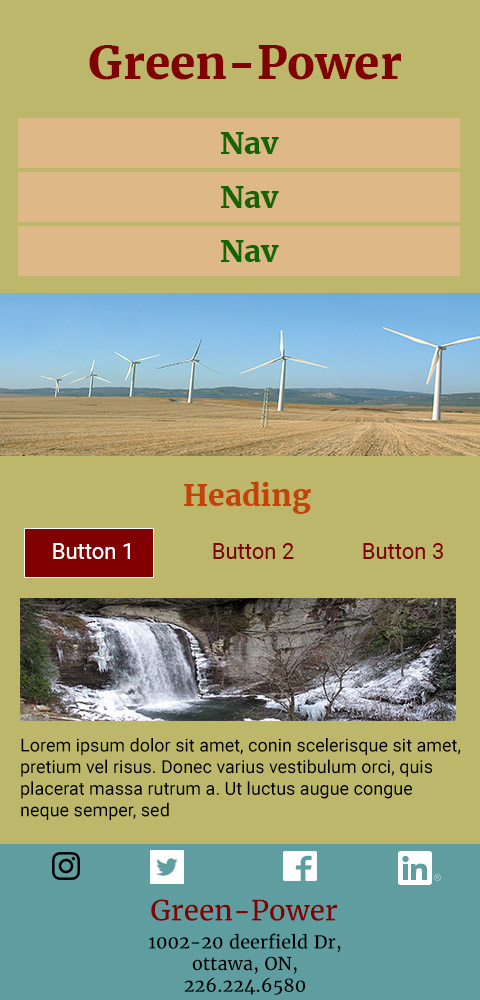 Green-Power
Nav
Nav
Nav
Heading
Button 1
Button 2
Button 3
Lorem ipsum dolor sit amet, conin scelerisque sit amet,
pretium vel risus. Donec varius vestibulum orci, quis
placerat massa rutrum a. Ut luctus augue congue
neque semper, sed
in®
Green-Power
1002-20 deerfield Dr,
ottawa, ON,
226.224.6580